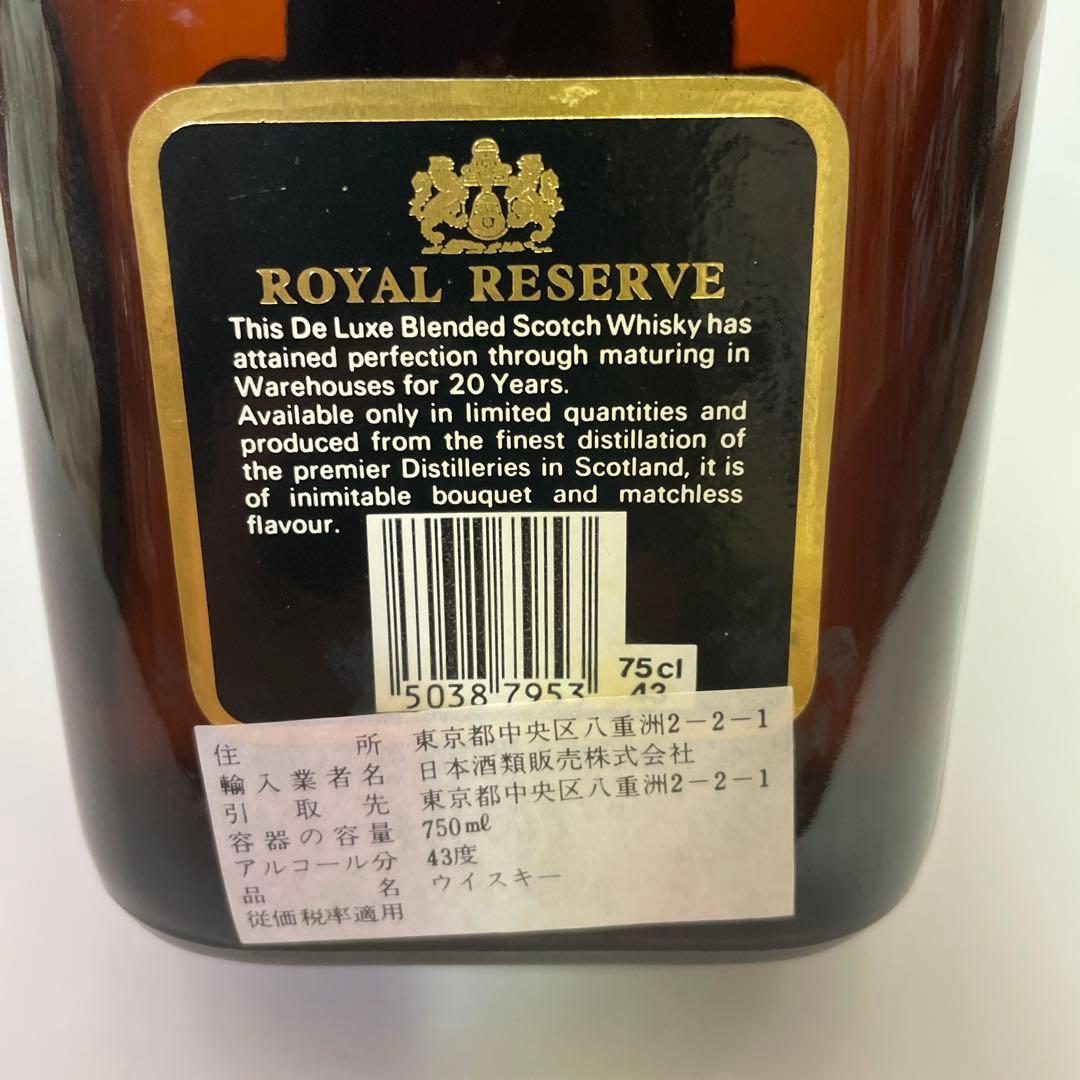 ROYAL RESERVE
This De Luxe Blended Scotch Whisky has
attained perfection through maturing in
Warehouses for 20 Years.
Available only in limited quantities and
produced from the finest distillation of
the premier Distilleries in Scotland, it is
of inimitable bouquet and matchless
flavour.
75cl
43
5038 7953
住所 東京都中央区八重洲2-2-1
輸入業者名 日本酒類販売株式会社
引取先 東京都中央区八重洲2-2-1
容器の容量 750ml
アルコール分 43度
品名 ウイスキー
従価税率適用